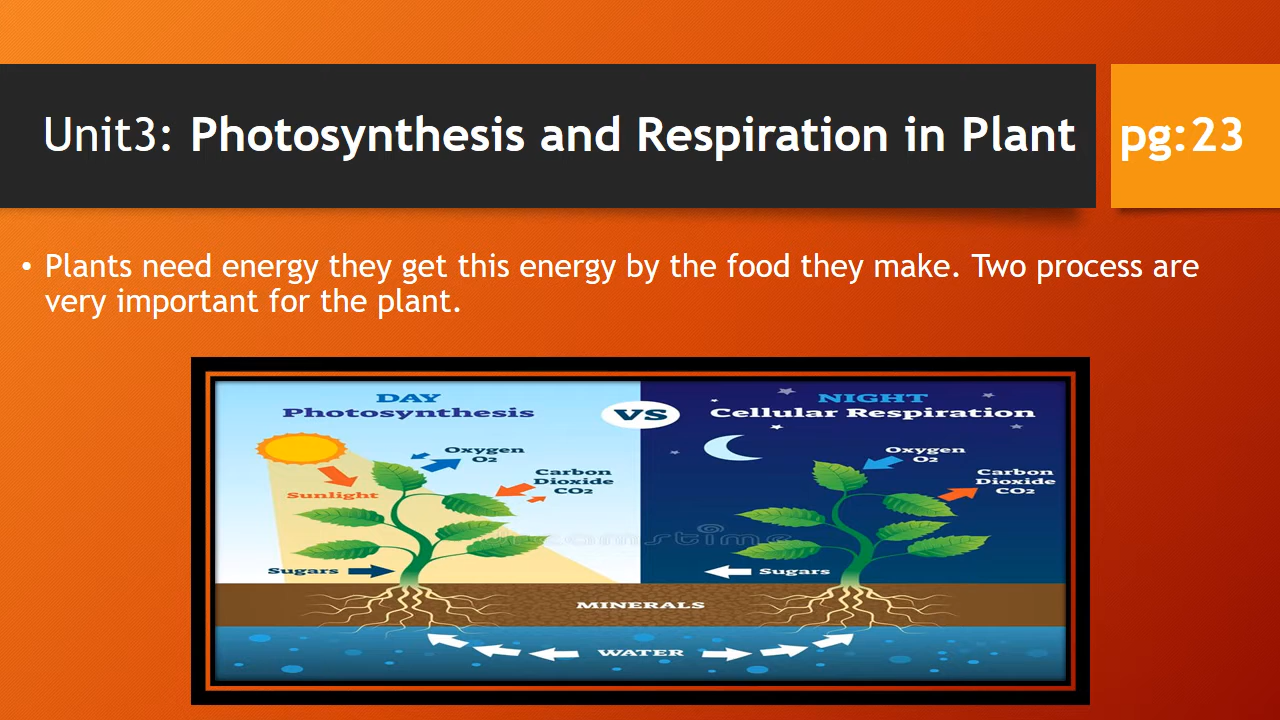 Unit3: Photosynthesis and Respiration in Plant
pg:23
• Plants need energy they get this energy by the food they make. Two process are
very important for the plant.
DAY
Photosynthesis
VS
NIGHT
Cellular Respiration
Oxygen
O2
Carbon
Dioxide
CO2
Sunlight
Sugars
Oxygen
O2
Carbon
Dioxide
CO2
Sugars
MINERALS
WATER